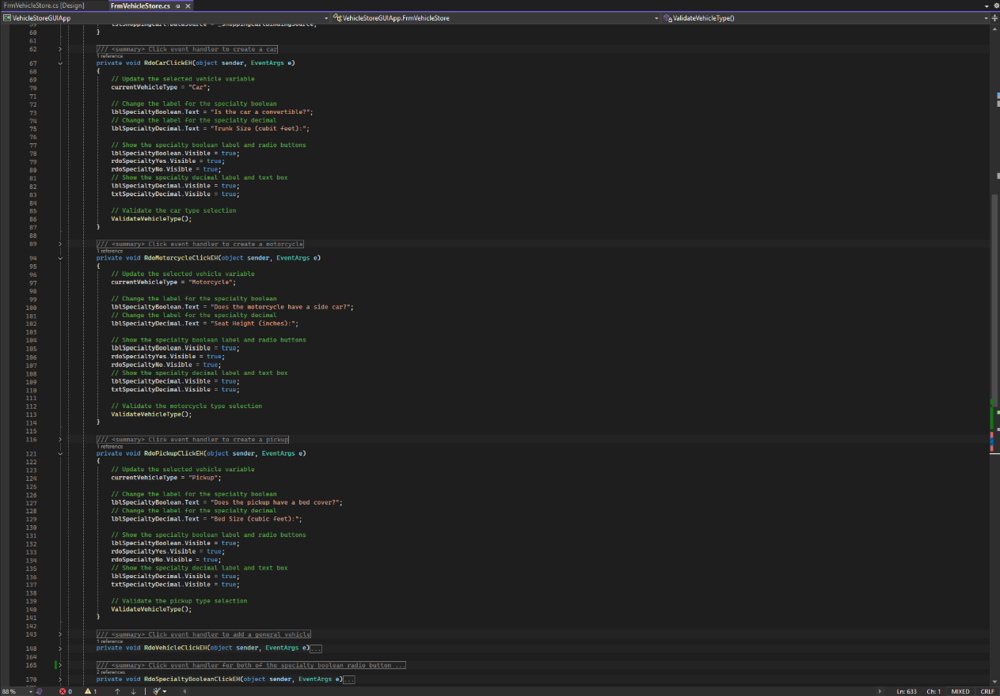 FrmVehicleStore.cs [Design]
FrmVehicleStore.cs
VehicleStoreGUIApp
VehicleStoreGUIApp.FrmVehicleStore
ValidateVehicleType()
59 lstShoppingCart.DataSource = _shoppingCartBindingSource;
60 }
61
62 /// <summary> Click event handler to create a car
1 reference
67 private void RdoCarClickEH(object sender, EventArgs e)
68 {
69 // Update the selected vehicle variable
70 currentVehicleType = "Car";
71
72 // Change the label for the specialty boolean
73 lblSpecialtyBoolean.Text = "Is the car a convertible?";
74 // Change the label for the specialty decimal
75 lblSpecialtyDecimal.Text = "Trunk Size (cubit feet):";
76
77 // Show the specialty boolean label and radio buttons
78 lblSpecialtyBoolean.Visible = true;
79 rdoSpecialtyYes.Visible = true;
80 rdoSpecialtyNo.Visible = true;
81 // Show the specialty decimal label and text box
82 lblSpecialtyDecimal.Visible = true;
83 txtSpecialtyDecimal.Visible = true;
84
85 // Validate the car type selection
86 ValidateVehicleType();
87 }
88
89 /// <summary> Click event handler to create a motorcycle
1 reference
94 private void RdoMotorcycleClickEH(object sender, EventArgs e)
95 {
96 // Update the selected vehicle variable
97 currentVehicleType = "Motorcycle";
98
99 // Change the label for the specialty boolean
100 lblSpecialtyBoolean.Text = "Does the motorcycle have a side car?";
101 // Change the label for the specialty decimal
102 lblSpecialtyDecimal.Text = "Seat Height (inches):";
103
104 // Show the specialty boolean label and radio buttons
105 lblSpecialtyBoolean.Visible = true;
106 rdoSpecialtyYes.Visible = true;
107 rdoSpecialtyNo.Visible = true;
108 // Show the specialty decimal label and text box
109 lblSpecialtyDecimal.Visible = true;
110 txtSpecialtyDecimal.Visible = true;
111
112 // Validate the motorcycle type selection
113 ValidateVehicleType();
114 }
115
116 /// <summary> Click event handler to create a pickup
1 reference
121 private void RdoPickupClickEH(object sender, EventArgs e)
122 {
123 // Update the selected vehicle variable
124 currentVehicleType = "Pickup";
125
126 // Change the label for the specialty boolean
127 lblSpecialtyBoolean.Text = "Does the pickup have a bed cover?";
128 // Change the label for the specialty decimal
129 lblSpecialtyDecimal.Text = "Bed Size (cubic feet):";
130
131 // Show the specialty boolean label and radio buttons
132 lblSpecialtyBoolean.Visible = true;
133 rdoSpecialtyYes.Visible = true;
134 rdoSpecialtyNo.Visible = true;
135 // Show the specialty decimal label and text box
136 lblSpecialtyDecimal.Visible = true;
137 txtSpecialtyDecimal.Visible = true;
138
139 // Validate the pickup type selection
140 ValidateVehicleType();
141 }
142
143 /// <summary> Click event handler to add a general vehicle
1 reference
148 private void RdoVehicleClickEH(object sender, EventArgs e)...
164
165 /// <summary> Click event handler for both of the specialty boolean radio button ...
2 references
170 private void RdoSpecialtyBooleanClickEH(object sender, EventArgs e)...
88 % 0 1 Ln: 633 Ch: 1 MIXED CRLF